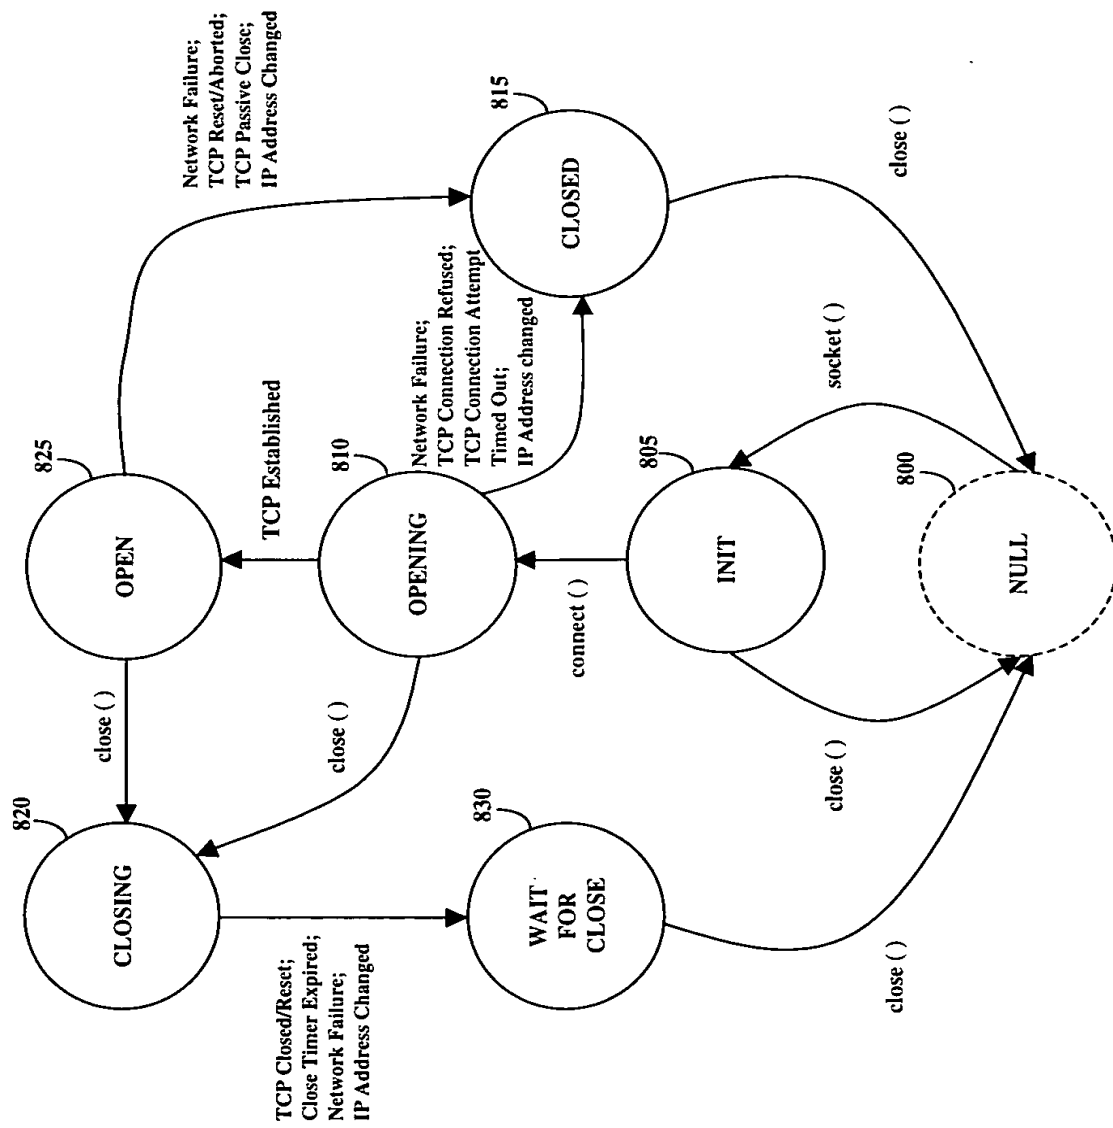 820
CLOSING
close ( )
825
OPEN
Network Failure;
TCP Reset/Aborted;
TCP Passive Close;
IP Address Changed
TCP Closed/Reset;
Close Timer Expired;
Network Failure;
IP Address Changed
close ( )
TCP Established
810
OPENING
Network Failure;
TCP Connection Refused;
TCP Connection Attempt
Timed Out;
IP Address changed
815
CLOSED
830
WAIT
FOR
CLOSE
connect ( )
805
INIT
close ( )
socket ( )
close ( )
close ( )
800
NULL